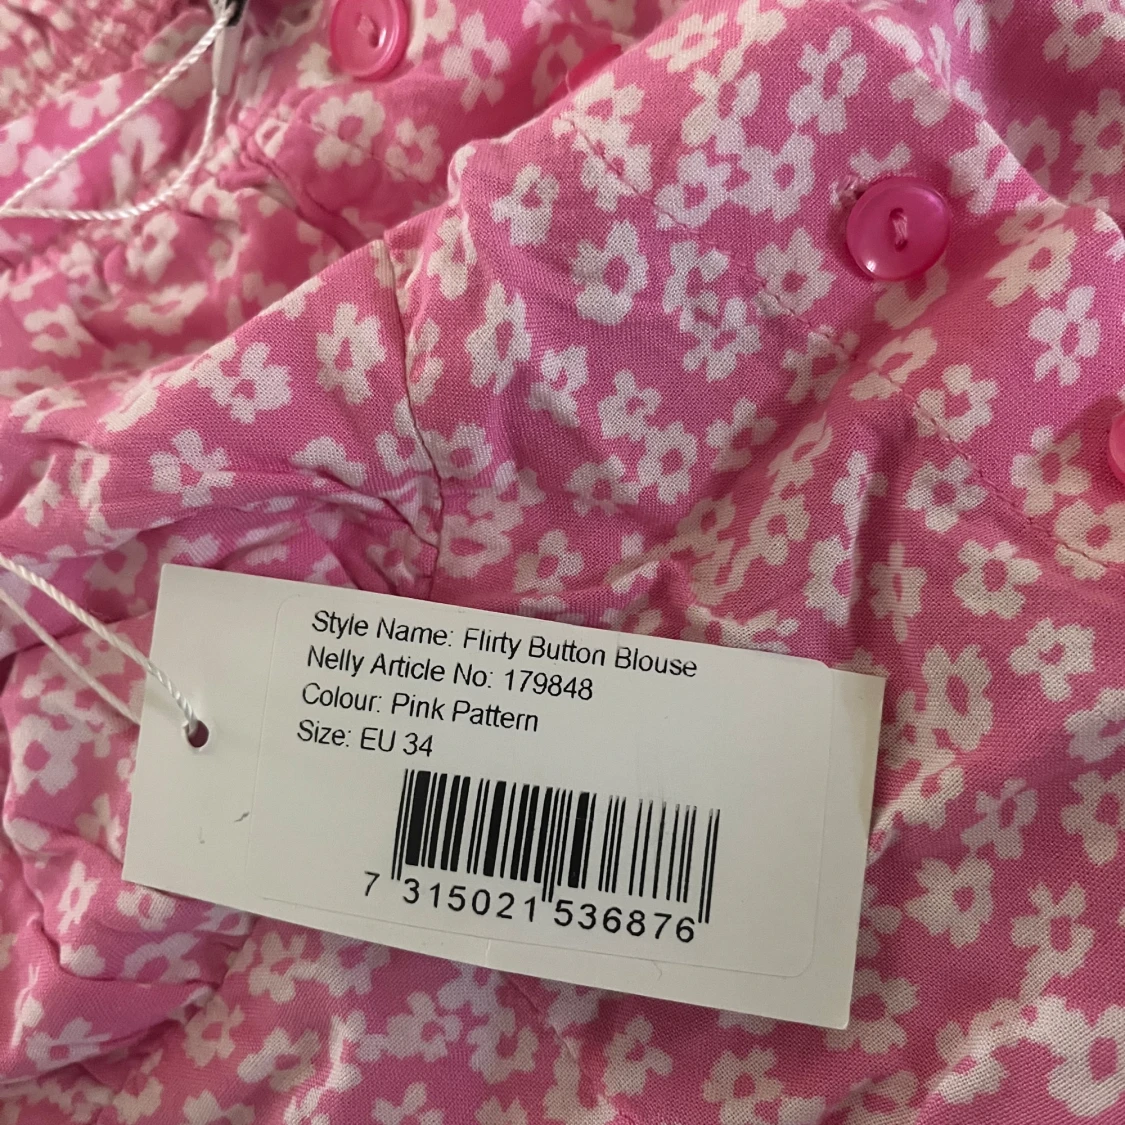 Style Name: Flirty Button Blouse
Nelly Article No: 179848
Colour: Pink Pattern
Size: EU 34
7 315021 536876